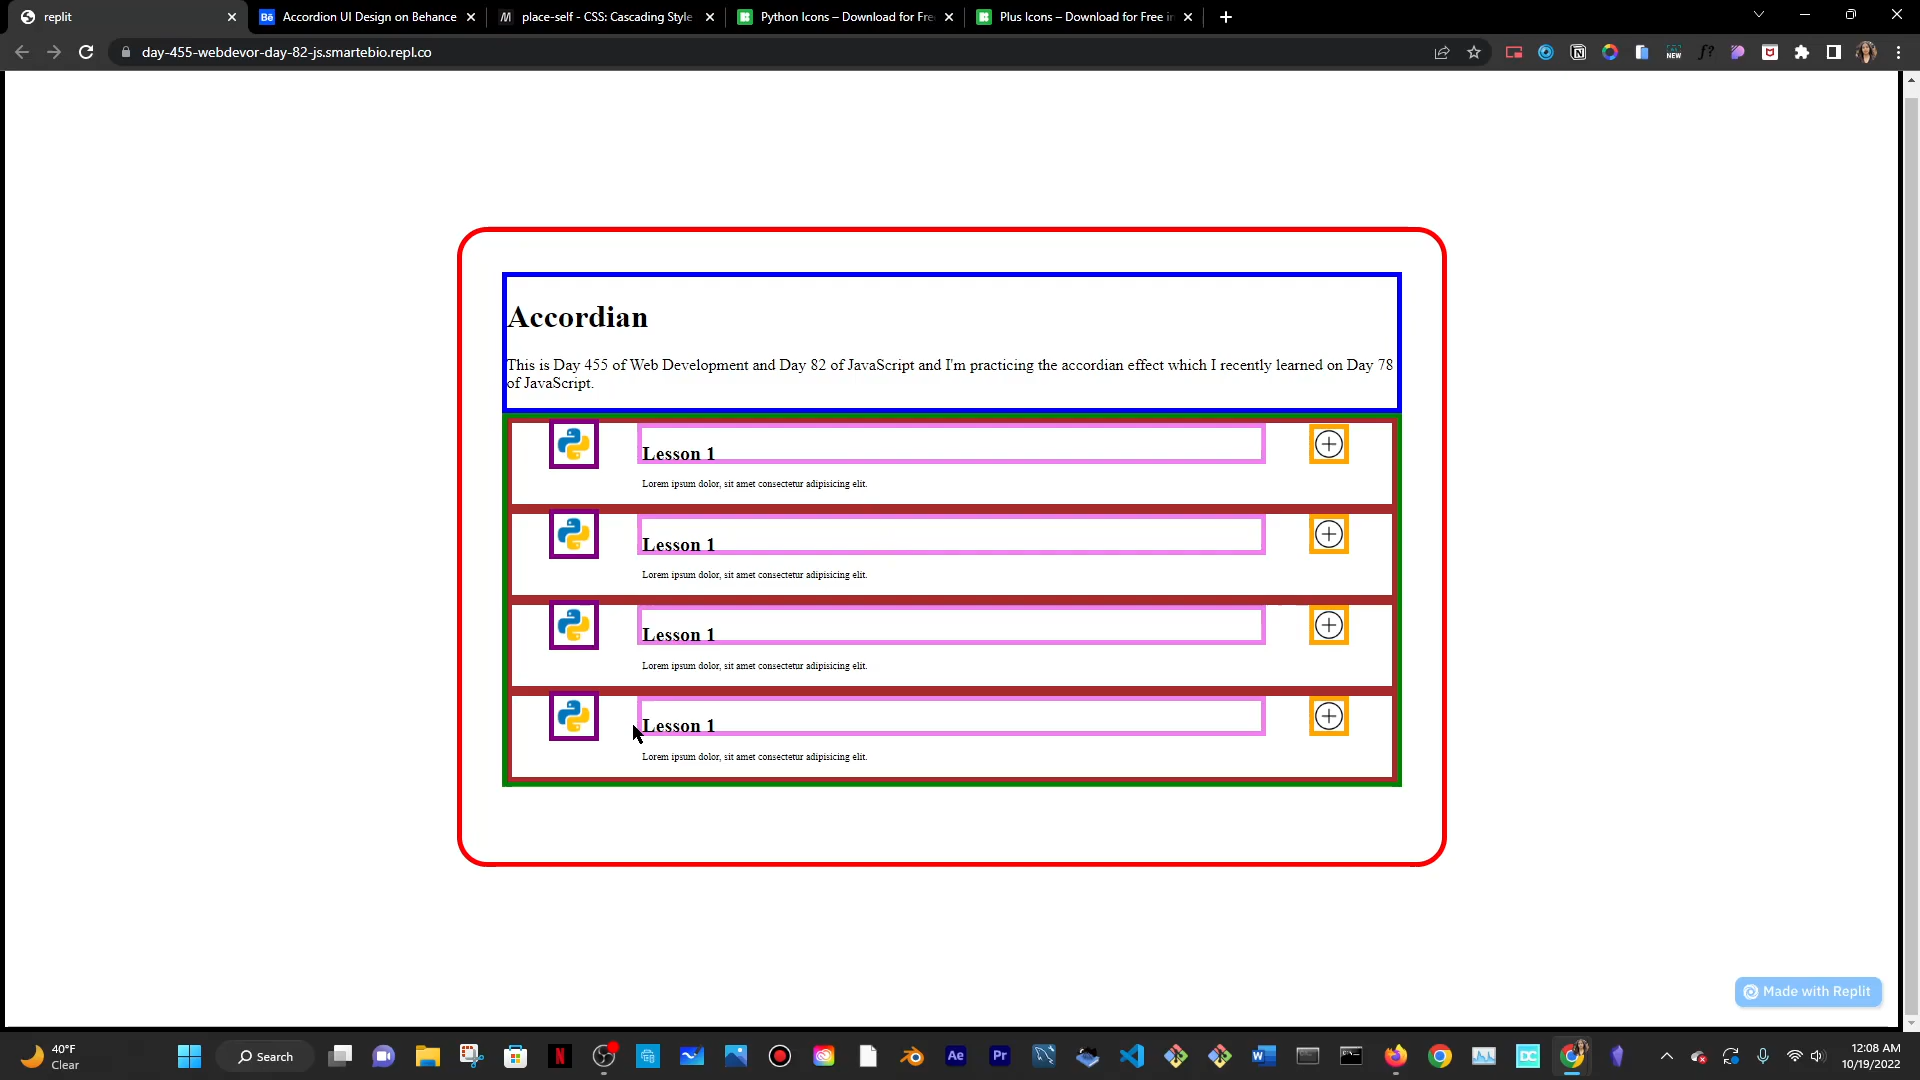 replit
Accordion UI Design on Behance
place-self - CSS: Cascading Style
Python Icons – Download for Fre
Plus Icons – Download for Free in
day-455-webdevor-day-82-js.smartebio.repl.co
NEW
f?
Accordian
This is Day 455 of Web Development and Day 82 of JavaScript and I'm practicing the accordian effect which I recently learned on Day 78
of JavaScript.
Lesson 1
Lorem ipsum dolor, sit amet consectetur adipisicing elit.
Lesson 1
Lorem ipsum dolor, sit amet consectetur adipisicing elit.
Lesson 1
Lorem ipsum dolor, sit amet consectetur adipisicing elit.
Lesson 1
Lorem ipsum dolor, sit amet consectetur adipisicing elit.
Made with Replit
40°F
Clear
Search
Ae
Pr
DC
12:08 AM
10/19/2022